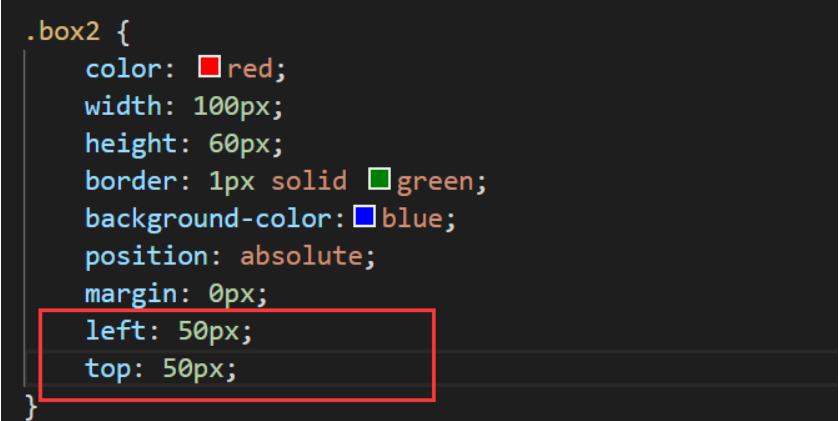 .box2 {
color: red;
width: 100px;
height: 60px;
border: 1px solid green;
background-color:blue;
position: absolute;
margin: 0px;
left: 50px;
top: 50px;
}